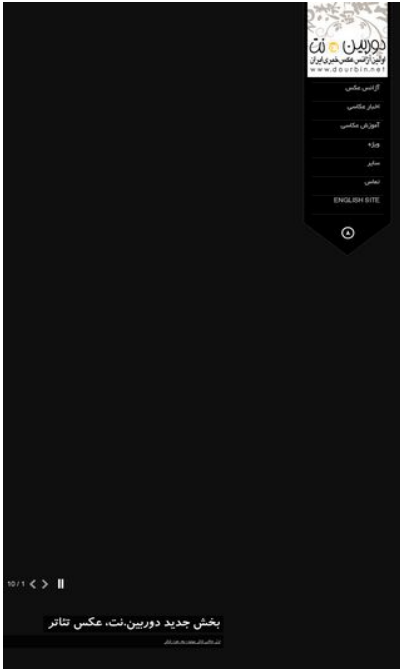 دوربین نت
اولین آژانس عکس خبری ایران
www.dourbin.net
آژانس عکس
اخبار عکاسی
آموزش عکاسی
ویژه
سایر
تماس
ENGLISH SITE
10 / 1
بخش جدید دوربین.نت، عکس تئاتر